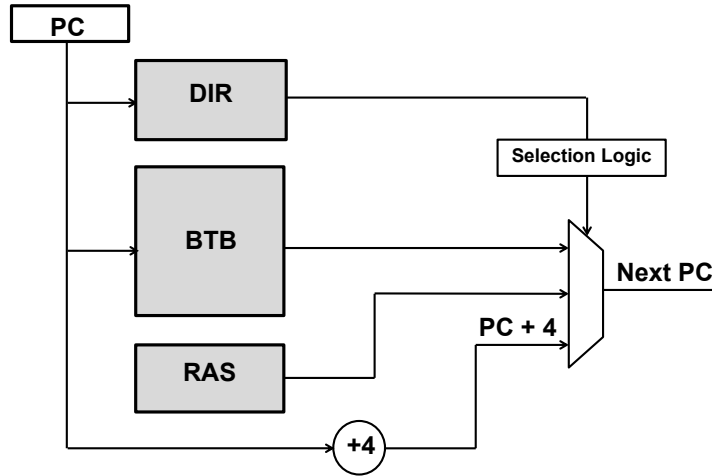 PC
DIR
Selection Logic
BTB
Next PC
PC + 4
RAS
+4